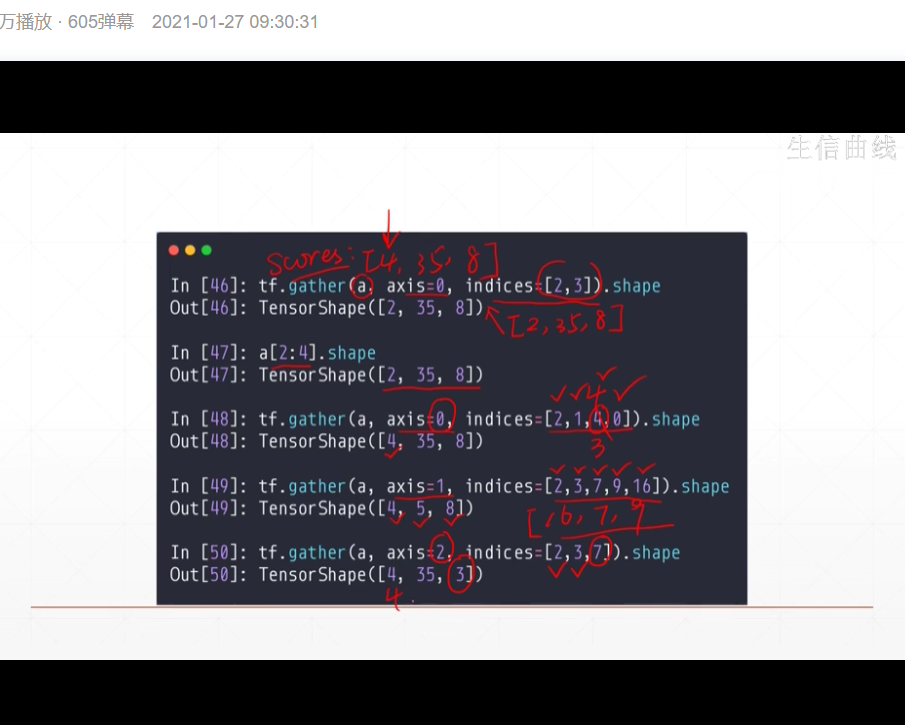 万播放 · 605弹幕 2021-01-27 09:30:31
生信曲线
scores: [4, 35, 8]
In [46]: tf.gather(a, axis=0, indices=[2,3]).shape
Out[46]: TensorShape([2, 35, 8])
[2, 35, 8]
In [47]: a[2:4].shape
Out[47]: TensorShape([2, 35, 8])
4
In [48]: tf.gather(a, axis=0, indices=[2,1,4,0]).shape
Out[48]: TensorShape([4, 35, 8])
3
In [49]: tf.gather(a, axis=1, indices=[2,3,7,9,16]).shape
Out[49]: TensorShape([4, 5, 8])
[16, 7, 9
In [50]: tf.gather(a, axis=2, indices=[2,3,7]).shape
Out[50]: TensorShape([4, 35, 3])
4